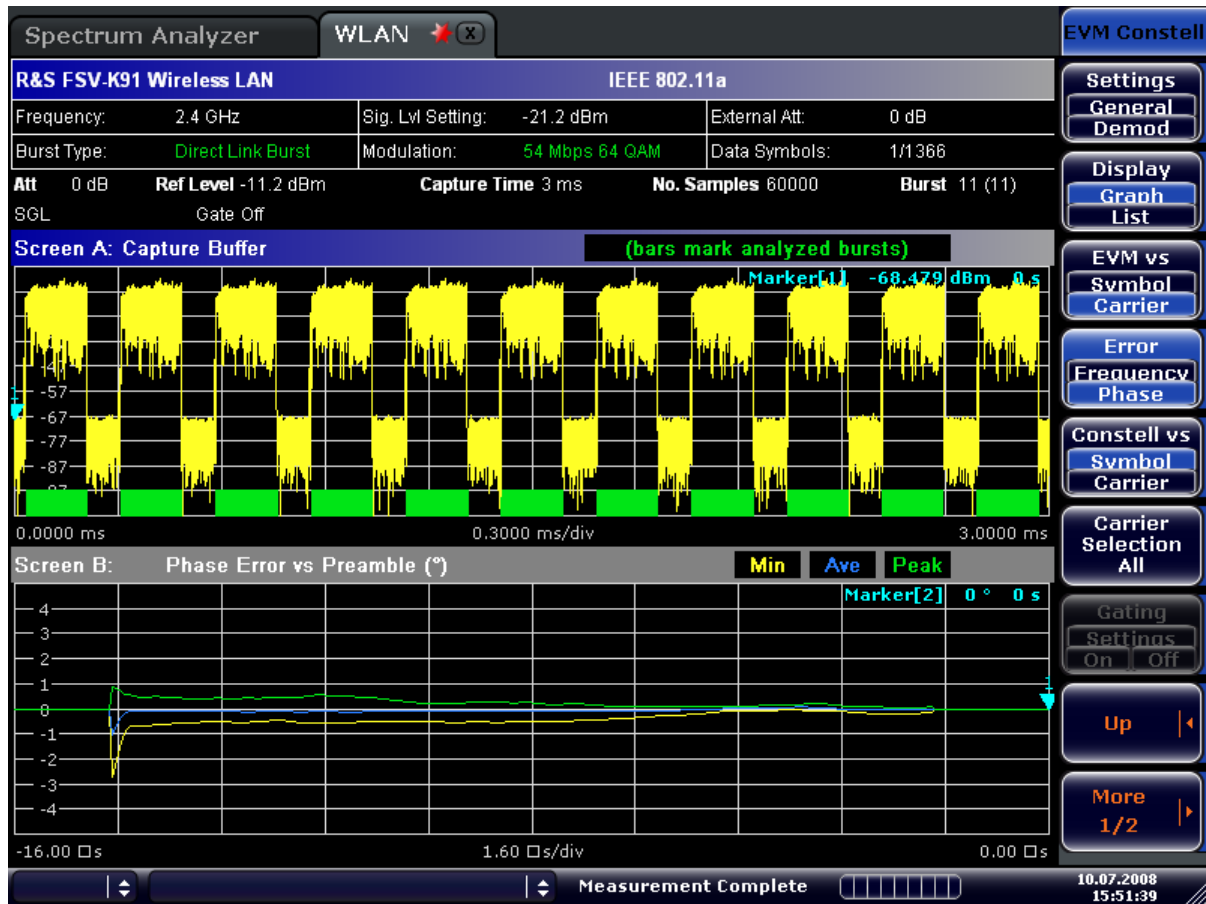 Spectrum Analyzer WLAN x
R&S FSV-K91 Wireless LAN IEEE 802.11a
Frequency: 2.4 GHz Sig. Lvl Setting: -21.2 dBm External Att: 0 dB
Burst Type: Direct Link Burst Modulation: 54 Mbps 64 QAM Data Symbols: 1/1366
Att 0 dB Ref Level -11.2 dBm Capture Time 3 ms No. Samples 60000 Burst 11 (11)
SGL Gate Off
Screen A: Capture Buffer (bars mark analyzed bursts)
Marker[1] -68.479 dBm 0 s
-47
-57
1
-67
-77
-87
-97
0.0000 ms 0.3000 ms/div 3.0000 ms
Screen B: Phase Error vs Preamble (°) Min Ave Peak
Marker[2] 0 ° 0 s
4
3
2
1
1
0
-1
-2
-3
-4
-16.00 □s 1.60 □s/div 0.00 □s
Measurement Complete
10.07.2008
15:51:39
EVM Constell
Settings
General
Demod
Display
Graph
List
EVM vs
Symbol
Carrier
Error
Frequency
Phase
Constell vs
Symbol
Carrier
Carrier
Selection
All
Gating
Settings
On Off
Up
More
1/2